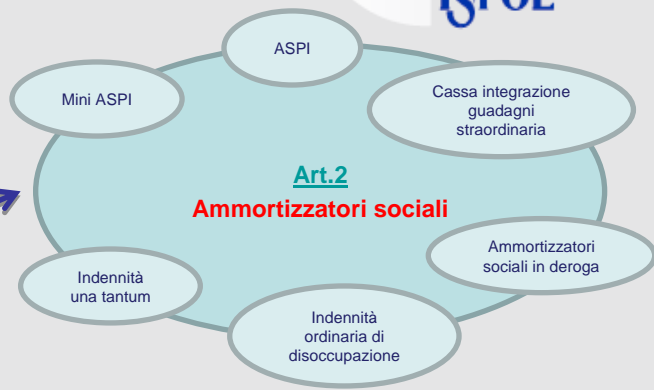 ISFOL
ASPI
Mini ASPI
Cassa integrazione
guadagni
straordinaria
Art.2
Ammortizzatori sociali
Ammortizzatori
sociali in deroga
Indennità
una tantum
Indennità
ordinaria di
disoccupazione